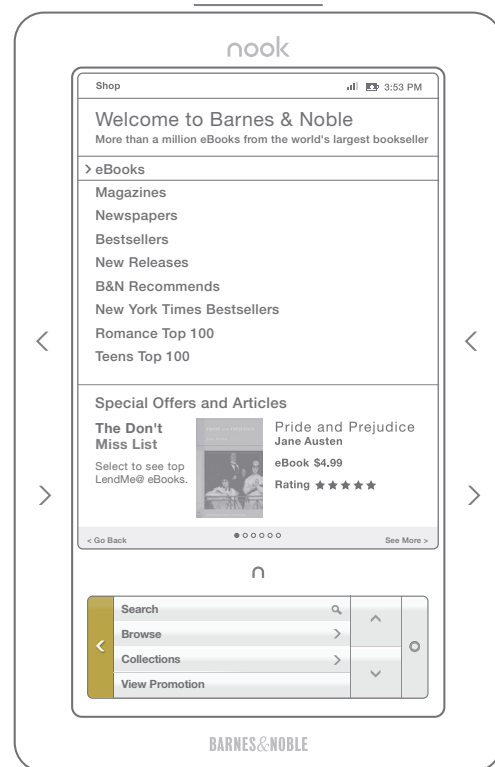 nook
Shop
3:53 PM
Welcome to Barnes & Noble
More than a million eBooks from the world's largest bookseller
eBooks
Magazines
Newspapers
Bestsellers
New Releases
B&N Recommends
New York Times Bestsellers
Romance Top 100
Teens Top 100
Special Offers and Articles
The Don't
Miss List
Select to see top
LendMe@ eBooks.
Pride and Prejudice
Jane Austen
eBook $4.99
Rating
< Go Back
See More >
Search
Browse
Collections
View Promotion
BARNES&NOBLE